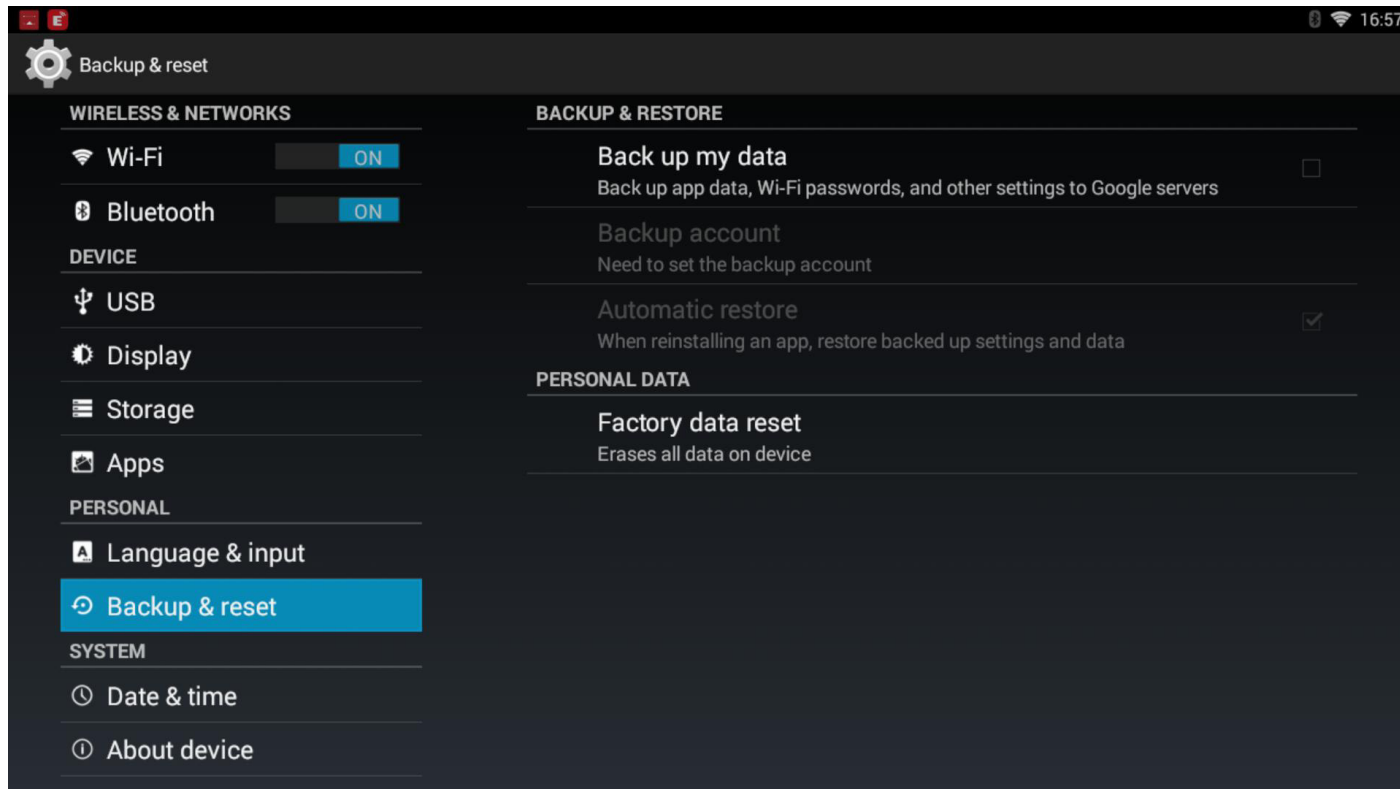 E
16:57
Backup & reset
WIRELESS & NETWORKS
Wi-Fi
ON
Bluetooth
ON
DEVICE
USB
Display
Storage
Apps
PERSONAL
A
Language & input
Backup & reset
SYSTEM
Date & time
About device
BACKUP & RESTORE
Back up my data
Back up app data, Wi-Fi passwords, and other settings to Google servers
Backup account
Need to set the backup account
Automatic restore
When reinstalling an app, restore backed up settings and data
PERSONAL DATA
Factory data reset
Erases all data on device